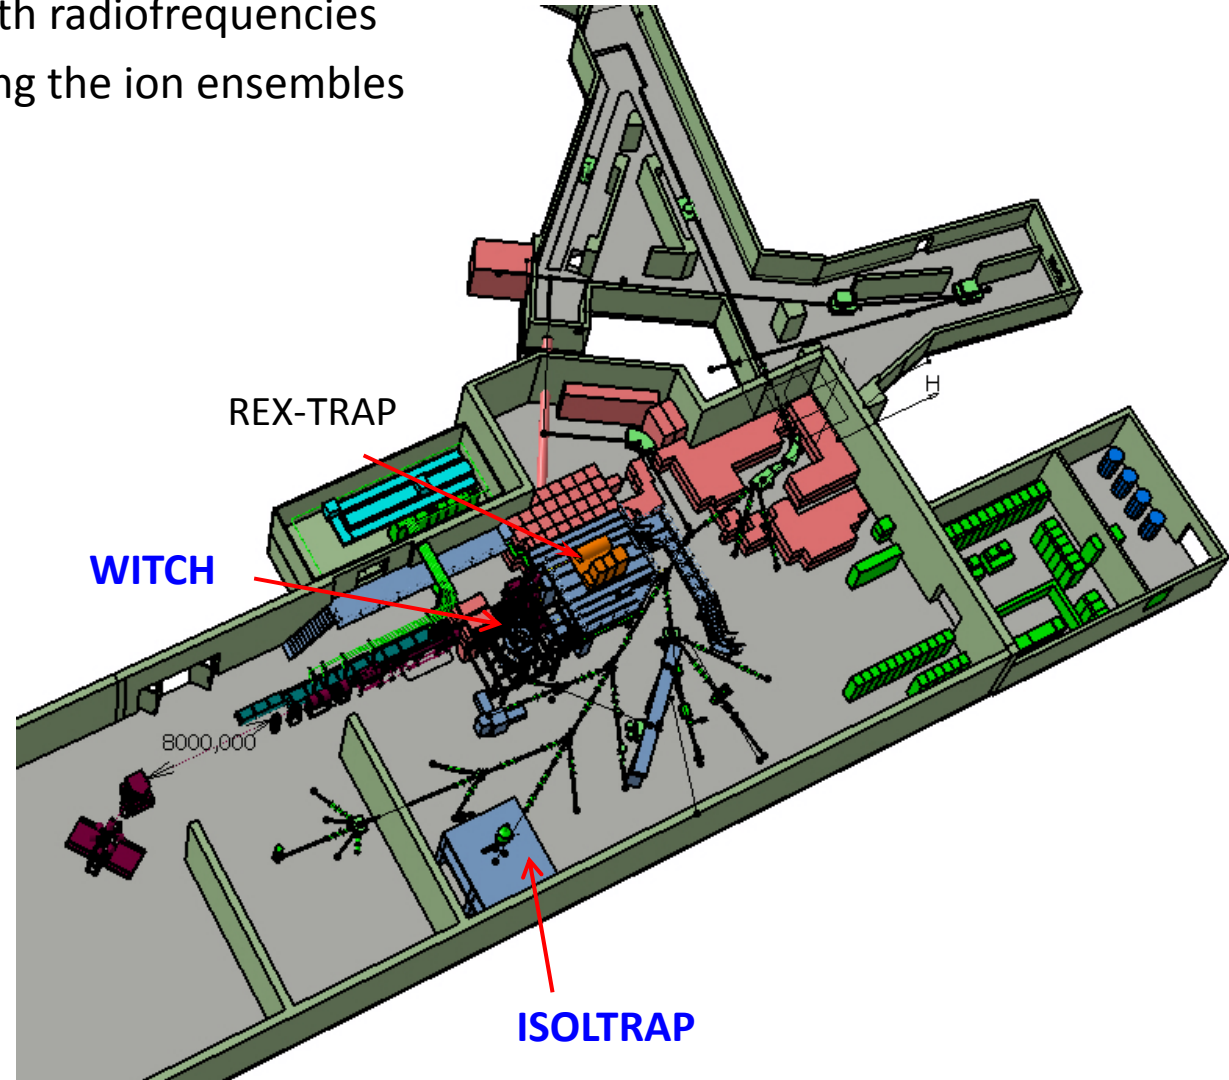 th radiofrequencies
ng the ion ensembles
H
REX-TRAP
WITCH
8000,000
ISOLTRAP